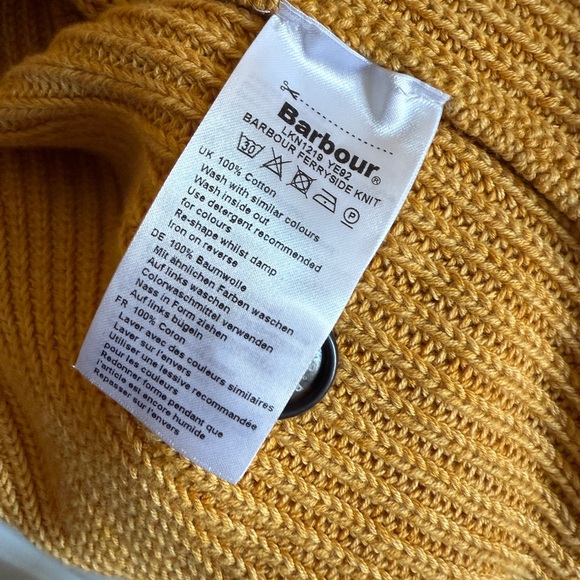 Barbour®
LKN1219 YE92
BARBOUR FERRYSIDE KNIT
30
P
UK 100% Cotton
Wash with similar colours
Wash inside out
Use detergent recommended
for colours
Re-shape whilst damp
Iron on reverse
DE 100% Baumwolle
Mit ähnlichen Farben waschen
Auf links waschen
Colorwaschmittel verwenden
Nass in Form ziehen
Auf links bügeln
FR 100% Coton
Laver avec des couleurs similaires
Laver sur l'envers
Utiliser une lessive recommandée
pour les couleurs
Redonner forme pendant que
l'article est encore humide
Repasser sur l'envers